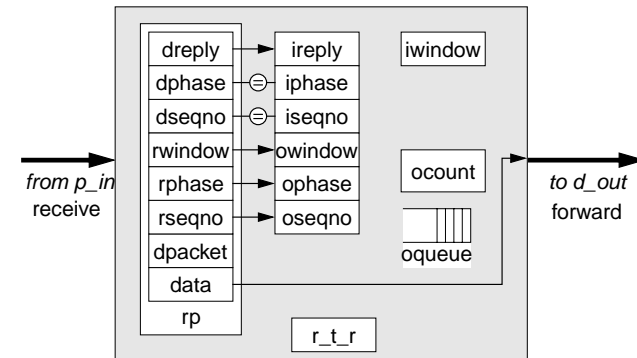 dreply
ireply
iwindow
dphase
iphase
dseqno
iseqno
rwindow
owindow
from p_in
receive
rphase
ophase
ocount
to d_out
forward
rseqno
oseqno
dpacket
oqueue
data
rp
r_t_r